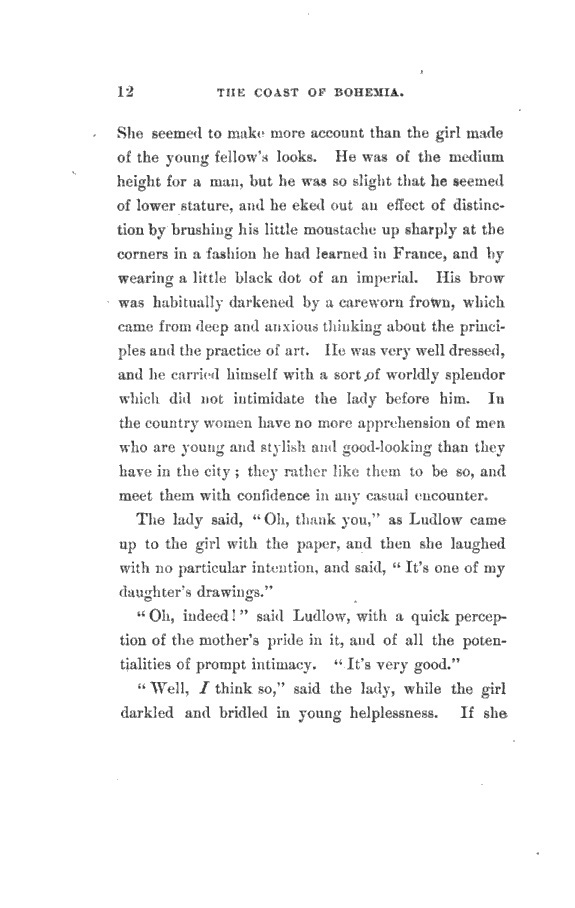 12 THE COAST OF BOHEMIA.
She seemed to make more account than the girl made
of the young fellow's looks. He was of the medium
height for a man, but he was so slight that he seemed
of lower stature, and he eked out an effect of distinc-
tion by brushing his little moustache up sharply at the
corners in a fashion he had learned in France, and by
wearing a little black dot of an imperial. His brow
was habitually darkened by a careworn frown, which
came from deep and anxious thinking about the princi-
ples and the practice of art. He was very well dressed,
and he carried himself with a sort of worldly splendor
which did not intimidate the lady before him. In
the country women have no more apprehension of men
who are young and stylish and good-looking than they
have in the city; they rather like them to be so, and
meet them with confidence in any casual encounter.
The lady said, "Oh, thank you," as Ludlow came
up to the girl with the paper, and then she laughed
with no particular intention, and said, "It's one of my
daughter's drawings."
"Oh, indeed!" said Ludlow, with a quick percep-
tion of the mother's pride in it, and of all the poten-
tialities of prompt intimacy. "It's very good."
"Well, I think so," said the lady, while the girl
darkled and bridled in young helplessness. If she